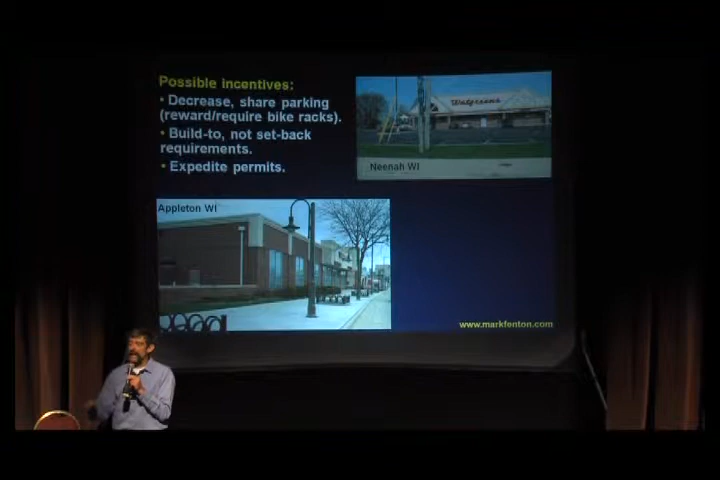 Possible incentives:
• Decrease, share parking
(reward/require bike racks).
• Build-to, not set-back
requirements.
• Expedite permits.
Walgreens
Neenah WI
Appleton WI
www.markfenton.com